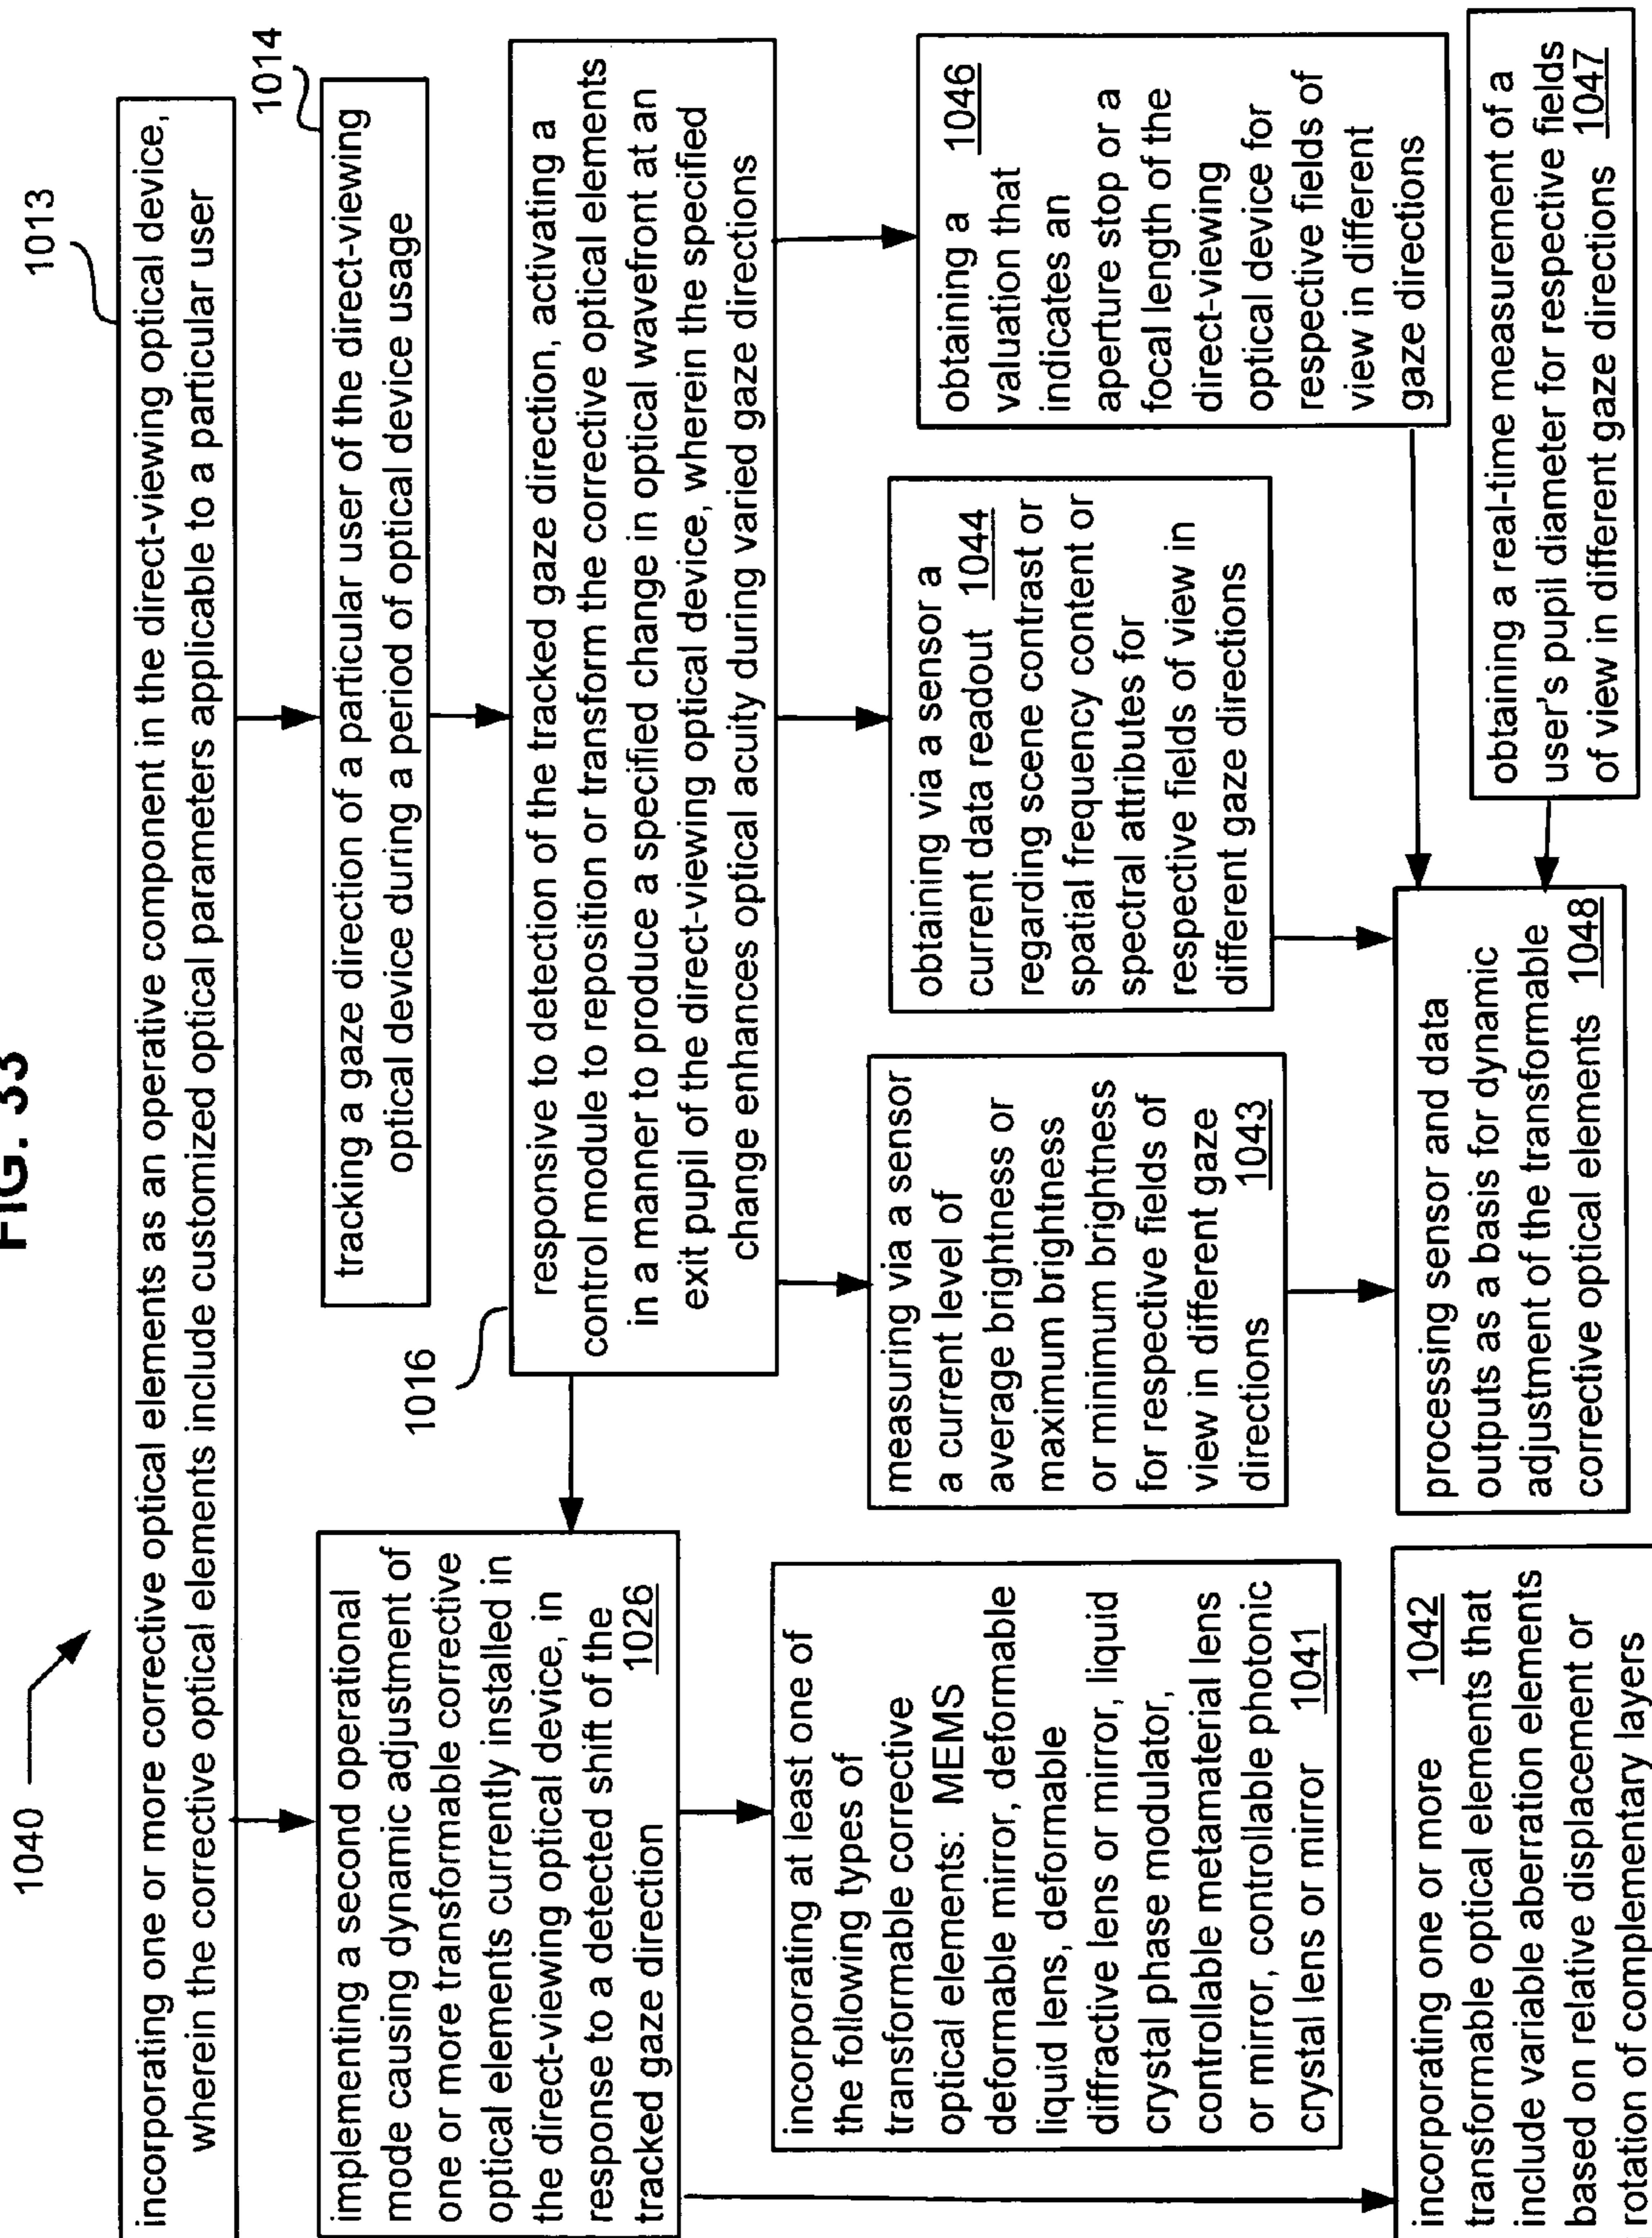 FIG. 33
1040
1013
incorporating one or more corrective optical elements as an operative component in the direct-viewing optical device,
wherein the corrective optical elements include customized optical parameters applicable to a particular user
1014
tracking a gaze direction of a particular user of the direct-viewing
optical device during a period of optical device usage
1016
responsive to detection of the tracked gaze direction, activating a
control module to reposition or transform the corrective optical elements
in a manner to produce a specified change in optical wavefront at an
exit pupil of the direct-viewing optical device, wherein the specified
change enhances optical acuity during varied gaze directions
implementing a second operational
mode causing dynamic adjustment of
one or more transformable corrective
optical elements currently installed in
the direct-viewing optical device, in
response to a detected shift of the
tracked gaze direction 1026
incorporating at least one of
the following types of
transformable corrective
optical elements: MEMS
deformable mirror, deformable
liquid lens, deformable
diffractive lens or mirror, liquid
crystal phase modulator,
controllable metamaterial lens
or mirror, controllable photonic
crystal lens or mirror 1041
incorporating one or more 1042
transformable optical elements that
include variable aberration elements
based on relative displacement or
rotation of complementary layers
measuring via a sensor
a current level of
average brightness or
maximum brightness
or minimum brightness
for respective fields of
view in different gaze
directions 1043
obtaining via a sensor a
current data readout 1044
regarding scene contrast or
spatial frequency content or
spectral attributes for
respective fields of view in
different gaze directions
obtaining a 1046
valuation that
indicates an
aperture stop or a
focal length of the
direct-viewing
optical device for
respective fields of
view in different
gaze directions
obtaining a real-time measurement of a
user's pupil diameter for respective fields
of view in different gaze directions 1047
processing sensor and data
outputs as a basis for dynamic
adjustment of the transformable
corrective optical elements 1048